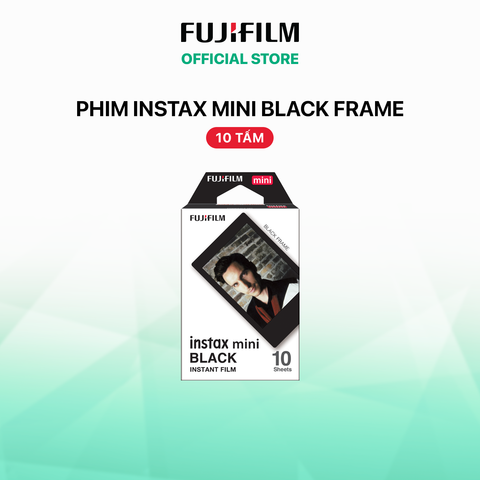 FUJIFILM
OFFICIAL STORE
PHIM INSTAX MINI BLACK FRAME
10 TẤM
FUJIFILM mini
FUJIFILM
BLACK FRAME
instax mini
BLACK
INSTANT FILM
10
Sheets